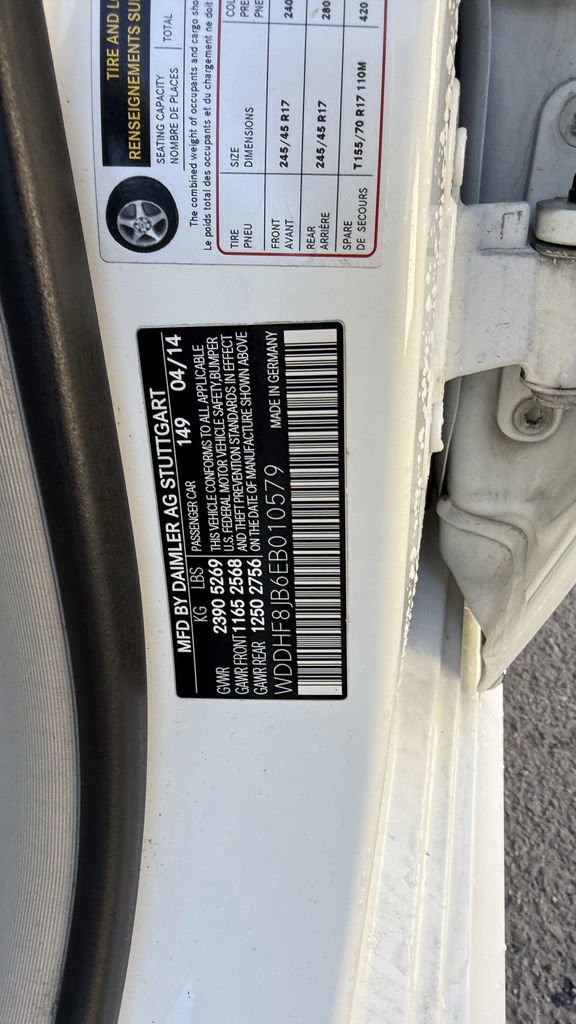 MFD BY DAIMLER AG STUTTGART
KG LBS PASSENGER CAR 149 04/14
GVWR 2390 5269 THIS VEHICLE CONFORMS TO ALL APPLICABLE
U.S. FEDERAL MOTOR VEHICLE SAFETY,BUMPER
GAWR FRONT 1165 2568 AND THEFT PREVENTION STANDARDS IN EFFECT
GAWR REAR 1250 2756 ON THE DATE OF MANUFACTURE SHOWN ABOVE
WDDHF8JB6EB010579 MADE IN GERMANY
TIRE AND
RENSEIGNEMENTS
SEATING CAPACITY TOTAL
NOMBRE DE PLACES
The combined weight of occupants and cargo
Le poids total des occupants et du chargement ne doit
TIRE SIZE
PNEU DIMENSIONS
FRONT 245/45 R17 240
AVANT
REAR 245/45 R17 280
ARRIÈRE
SPARE T155/70 R17 110M 420
DE SECOURS